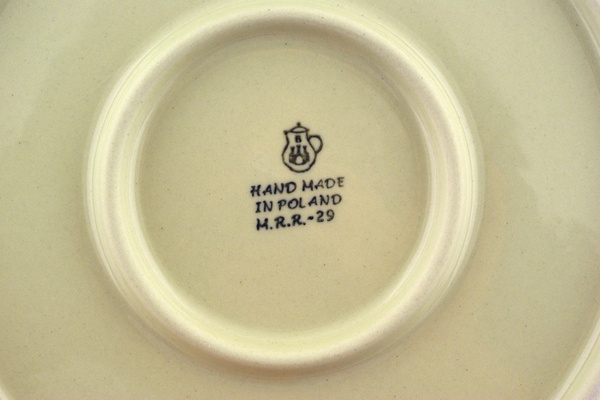 B
HAND MADE
IN POLAND
M.R.R.-29